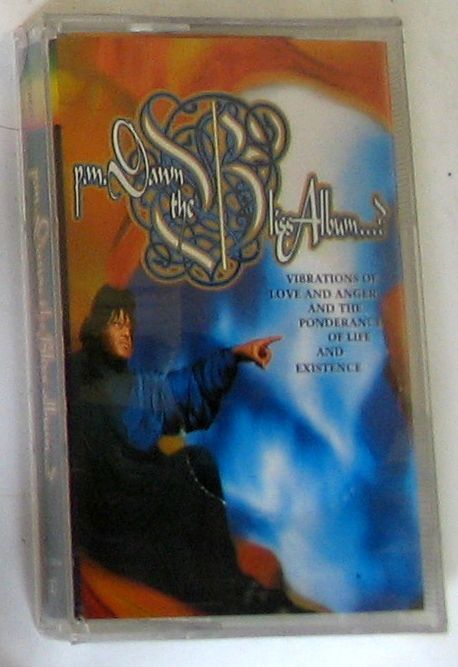 p.m. Dawn
the
Bliss Album...?
VIBRATIONS OF
LOVE AND ANGER
AND THE
PONDERANCE
OF LIFE
AND
EXISTENCE